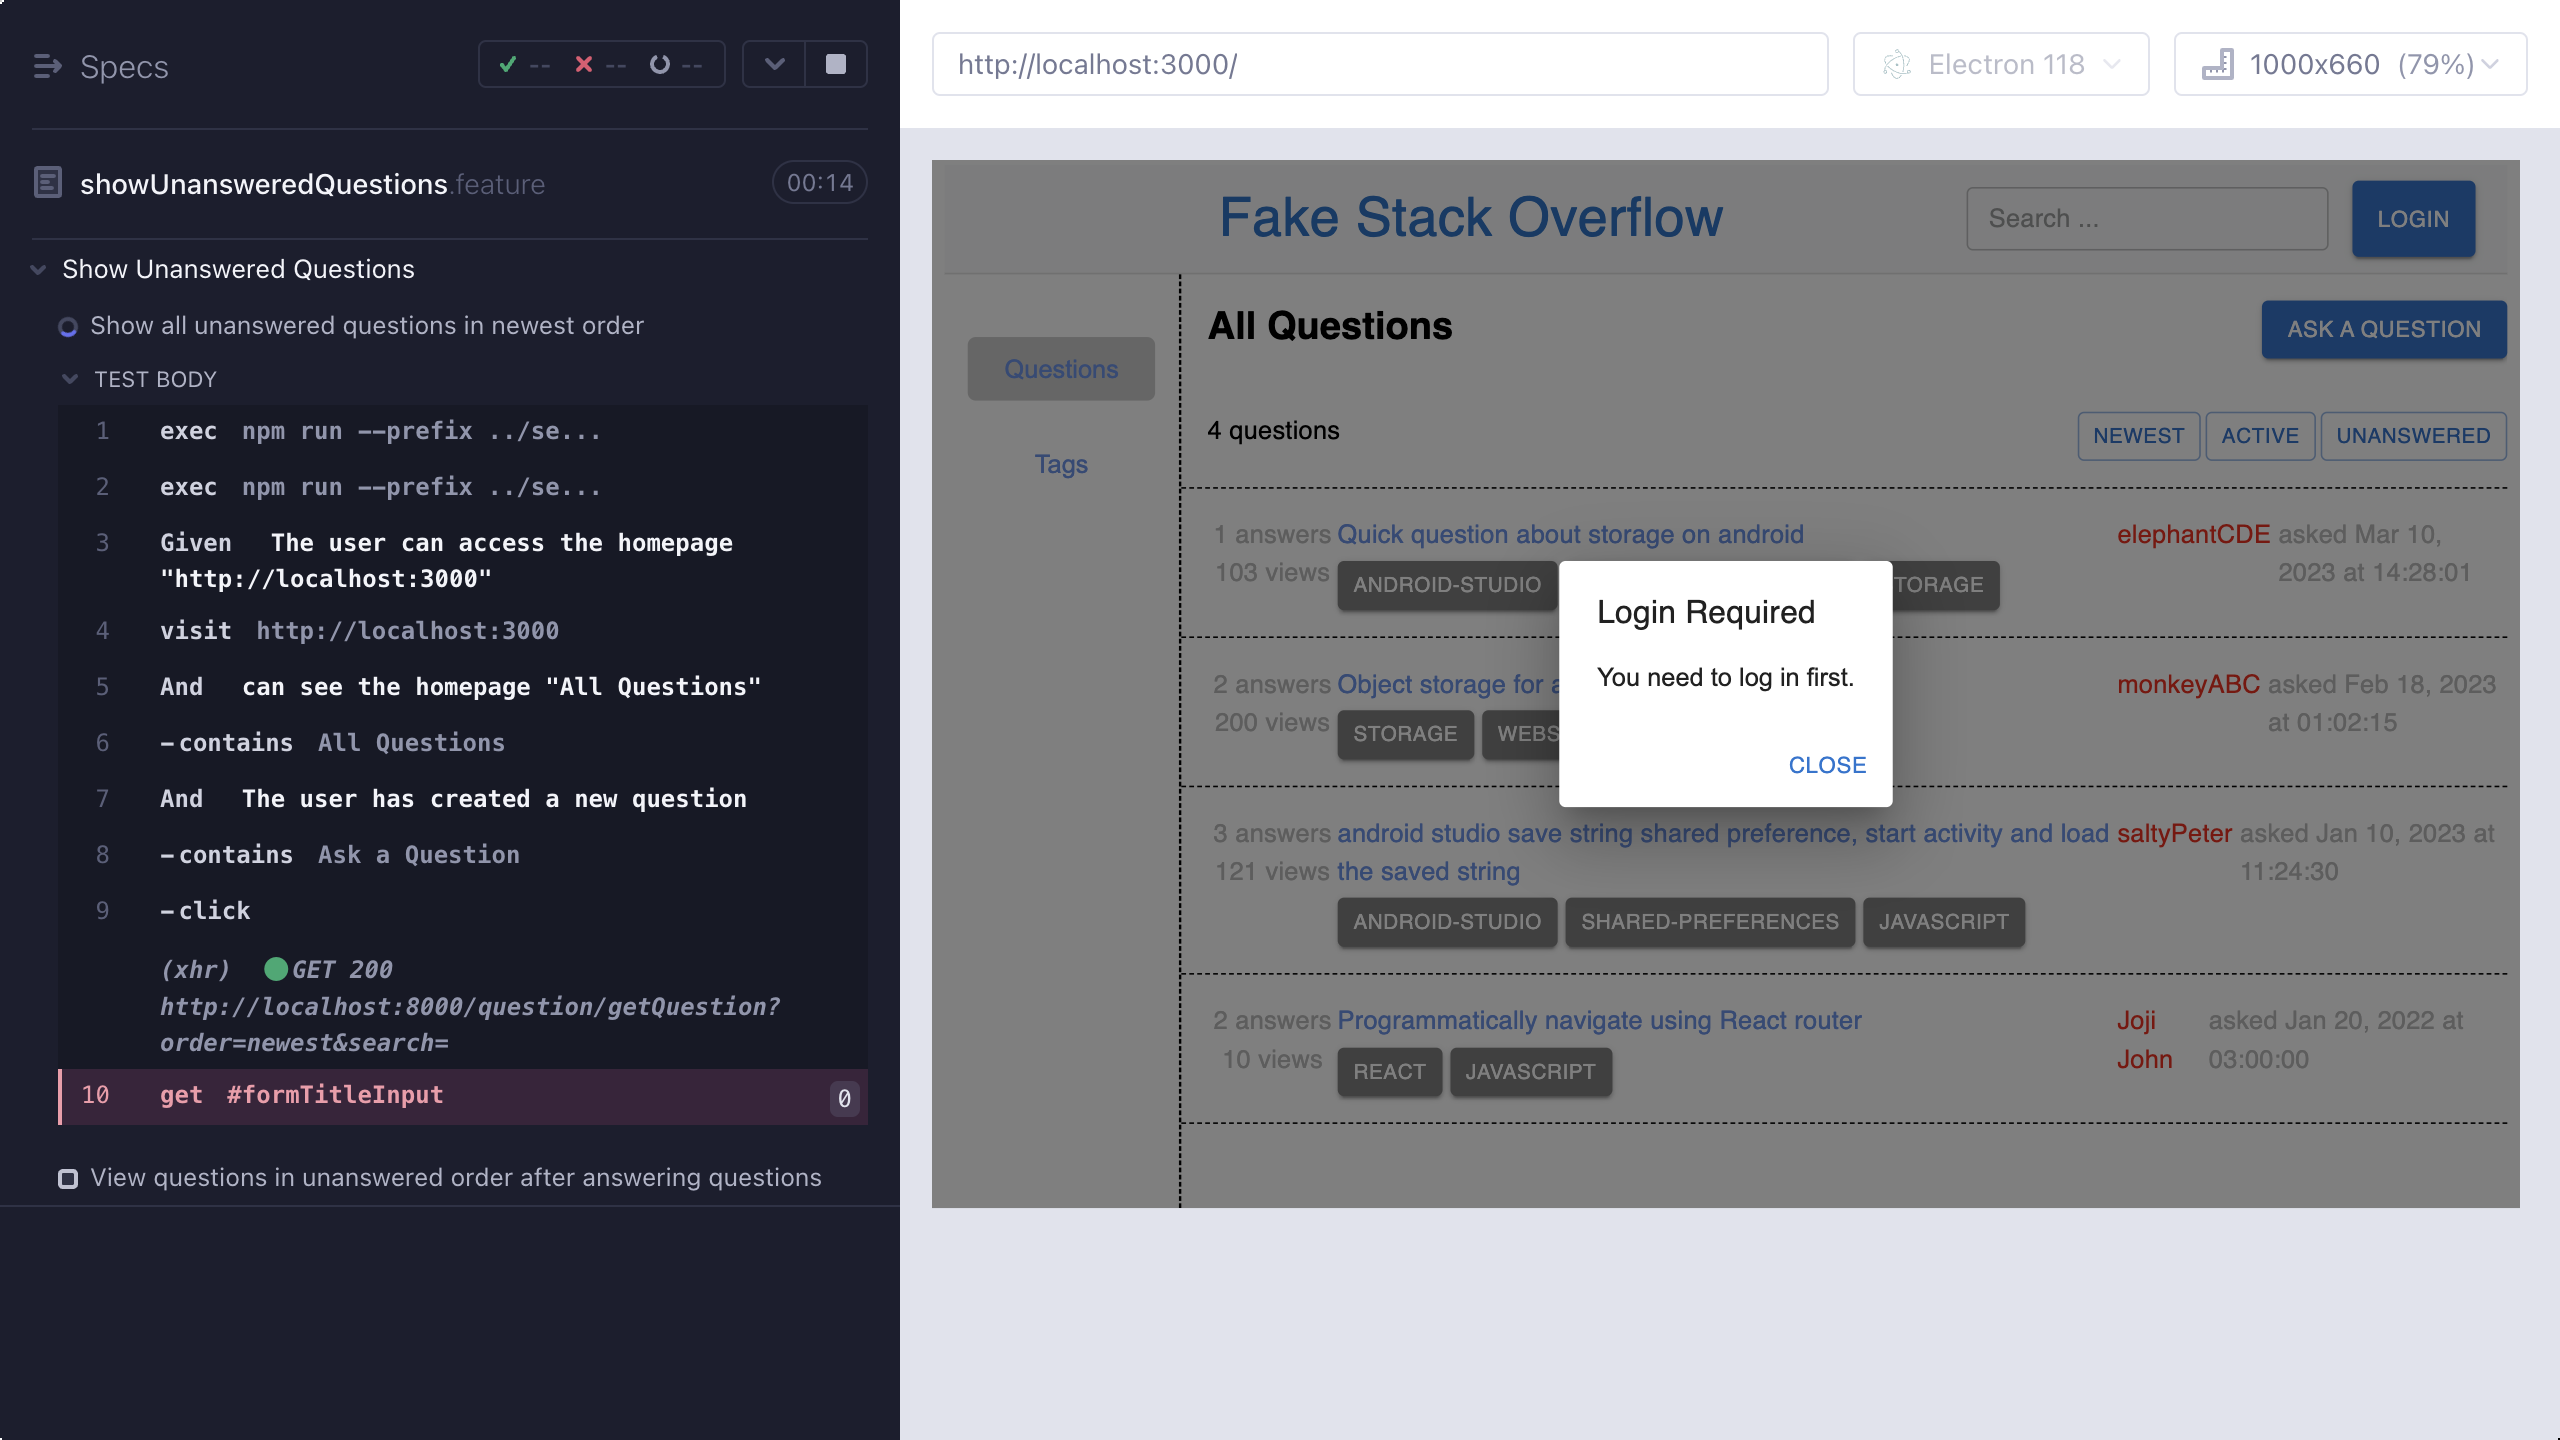 Specs
-- -- --
showUnansweredQuestions.feature
00:14
Show Unanswered Questions
Show all unanswered questions in newest order
TEST BODY
1 exec npm run --prefix ../se...
2 exec npm run --prefix ../se...
3 Given The user can access the homepage
"http://localhost:3000"
4 visit http://localhost:3000
5 And can see the homepage "All Questions"
6 -contains All Questions
7 And The user has created a new question
8 -contains Ask a Question
9 -click
(xhr) GET 200
http://localhost:8000/question/getQuestion?
order=newest&search=
10 get #formTitleInput 0
View questions in unanswered order after answering questions
http://localhost:3000/
Electron 118
1000x660 (79%)
Fake Stack Overflow
Search ...
LOGIN
Questions
Tags
All Questions
ASK A QUESTION
4 questions
NEWEST ACTIVE UNANSWERED
1 answers Quick question about storage on android elephantCDE asked Mar 10,
103 views 2023 at 14:28:01
ANDROID-STUDIO TORAGE
2 answers Object storage for a monkeyABC asked Feb 18, 2023
200 views at 01:02:15
STORAGE WEBS
Login Required
You need to log in first.
CLOSE
3 answers android studio save string shared preference, start activity and load saltyPeter asked Jan 10, 2023 at
121 views the saved string 11:24:30
ANDROID-STUDIO SHARED-PREFERENCES JAVASCRIPT
2 answers Programmatically navigate using React router Joji asked Jan 20, 2022 at
10 views John 03:00:00
REACT JAVASCRIPT